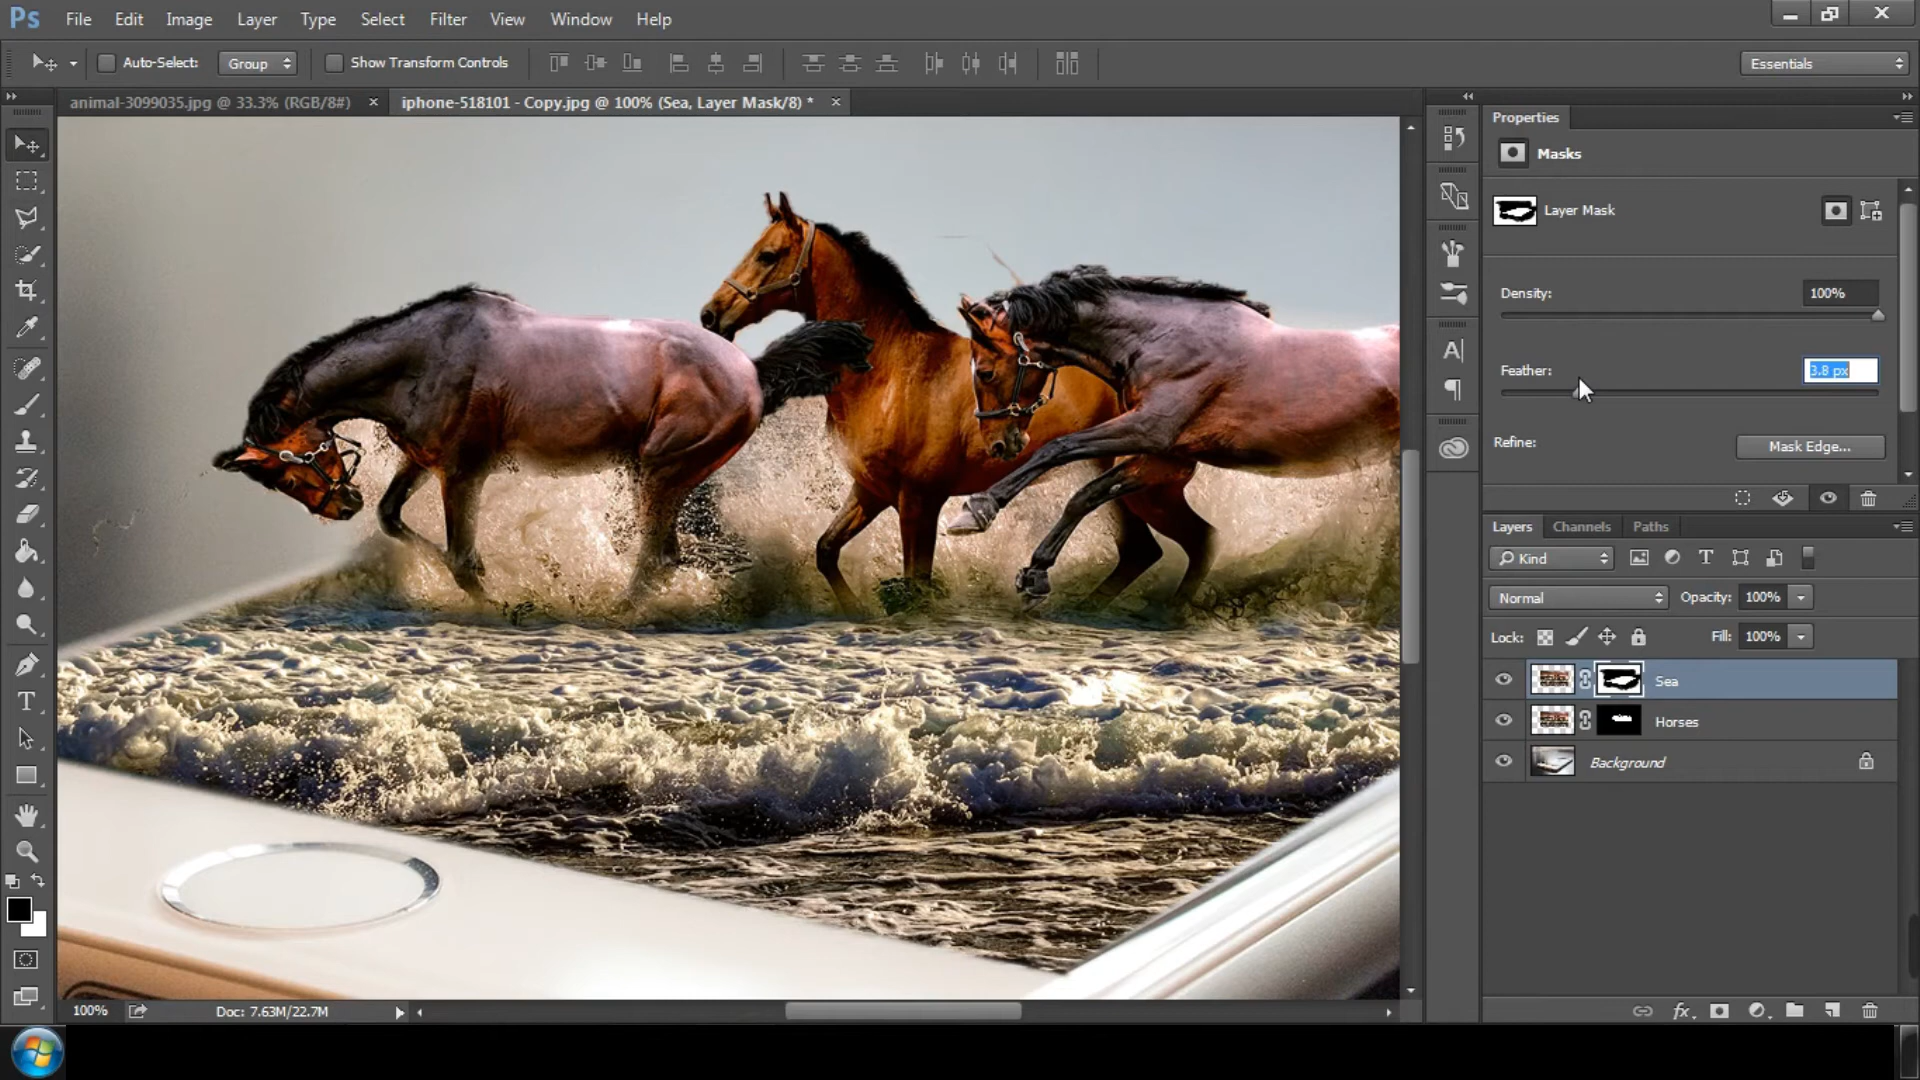 Ps File Edit Image Layer Type Select Filter View Window Help
Auto-Select: Group Show Transform Controls Essentials
animal-3099035.jpg @ 33.3% (RGB/8#) iphone-518101 - Copy.jpg @ 100% (Sea, Layer Mask/8) *
Properties
Masks
Layer Mask
Density: 100%
Feather: 3.8 px
Refine: Mask Edge...
Layers Channels Paths
Kind
Normal Opacity: 100%
Lock: Fill: 100%
Sea
Horses
Background
100% Doc: 7.63M/22.7M